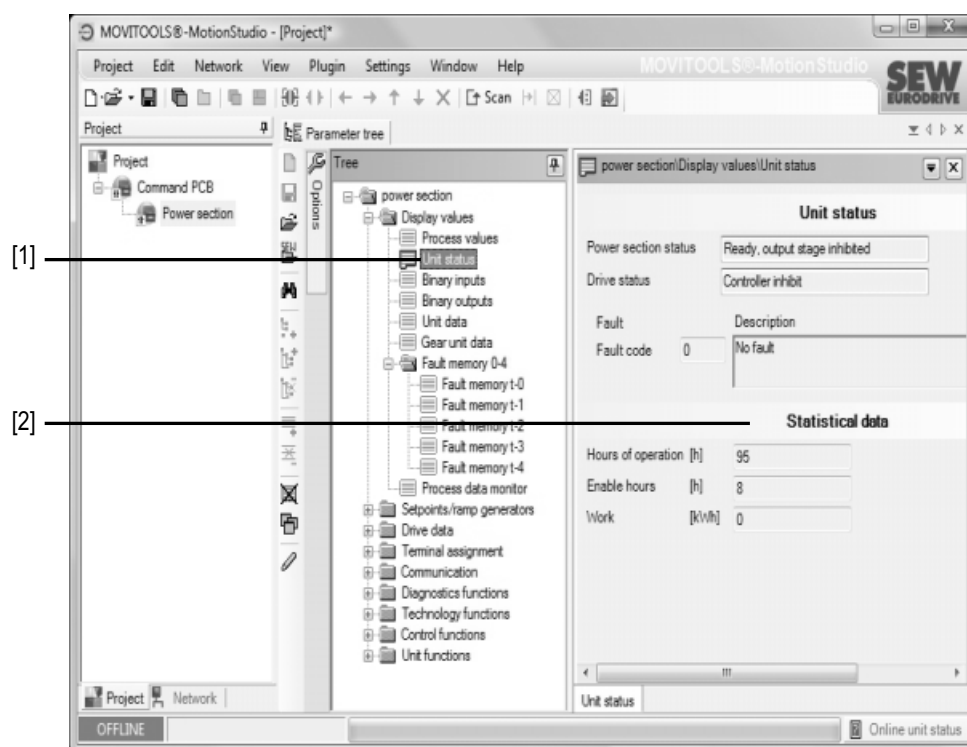 MOVITOOLS®-MotionStudio - [Project]*
Project Edit Network View Plugin Settings Window Help
MOVITOOLS®-MotionStudio
SEW
EURODRIVE
Scan
Project
Parameter tree
Project
Command PCB
Power section
Options
SEW
Tree
power section
Display values
Process values
[1]
Unit status
Binary inputs
Binary outputs
Unit data
Gear unit data
Fault memory 0-4
Fault memory t-0
Fault memory t-1
[2]
Fault memory t-2
Fault memory t-3
Fault memory t-4
Process data monitor
Setpoints/ramp generators
Drive data
Terminal assignment
Communication
Diagnostics functions
Technology functions
Control functions
Unit functions
power section\Display values\Unit status
Unit status
Power section status Ready, output stage inhibited
Drive status Controller inhibit
Fault Description
Fault code 0 No fault
Statistical data
Hours of operation [h] 95
Enable hours [h] 8
Work [kWh] 0
Project Network
Unit status
OFFLINE
Online unit status